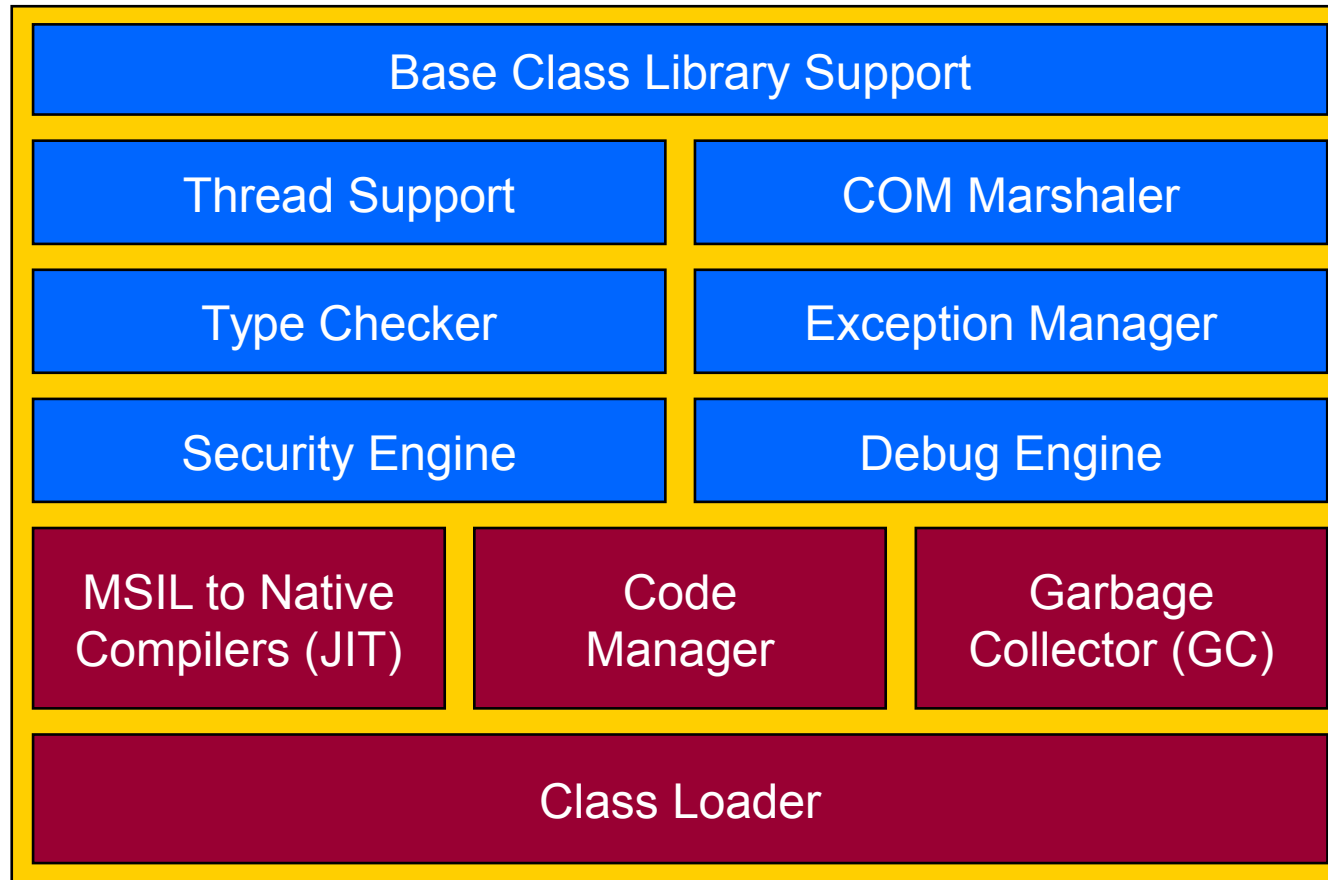 Base Class Library Support
Thread Support
COM Marshaler
Type Checker
Exception Manager
Security Engine
Debug Engine
MSIL to Native
Compilers (JIT)
Code
Manager
Garbage
Collector (GC)
Class Loader